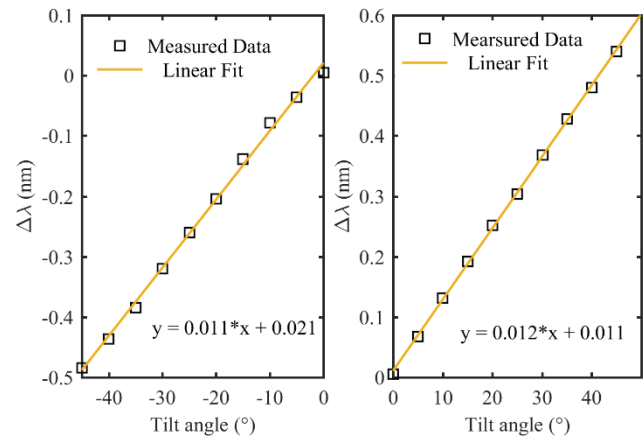 Measured Data
Linear Fit
0
-0.1
-0.2
-0.3
-0.4
-0.5
Δλ (nm)
y = 0.011*x + 0.021
-40 -30 -20 -10 0
Tilt angle (°)
Mearsured Data
Linear Fit
0.6
0.5
0.4
0.3
0.2
0.1
0
Δλ (nm)
y = 0.012*x + 0.011
0 10 20 30 40
Tilt angle (°)